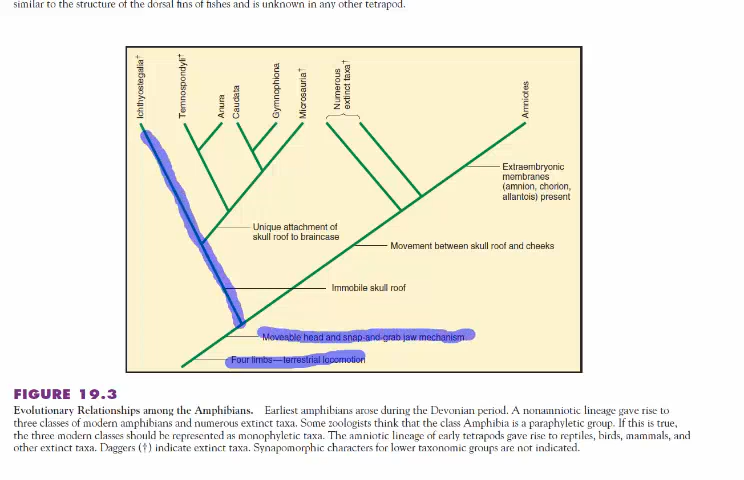 similar to the structure of the dorsal fins of fishes and is unknown in any other tetrapod.
Ichthyostegalia†
Temnospondyli†
Anura
Caudata
Gymnophiona
Microsauria†
Numerous
extinct taxa†
Amniotes
Extraembryonic
membranes
(amnion, chorion,
allantois) present
Unique attachment of
skull roof to braincase
Movement between skull roof and cheeks
Immobile skull roof
Movesble head and snap-and-grab jaw mechanism
Four limbs—terrestrial locomotion
FIGURE 19.3
Evolutionary Relationships among the Amphibians. Earliest amphibians arose during the Devonian period. A nonamniotic lineage gave rise to
three classes of modern amphibians and numerous extinct taxa. Some zoologists think that the class Amphibia is a paraphyletic group. If this is true,
the three modern classes should be represented as monophyletic taxa. The amniotic lineage of early tetrapods gave rise to reptiles, birds, mammals, and
other extinct taxa. Daggers (†) indicate extinct taxa. Synapomorphic characters for lower taxonomic groups are not indicated.